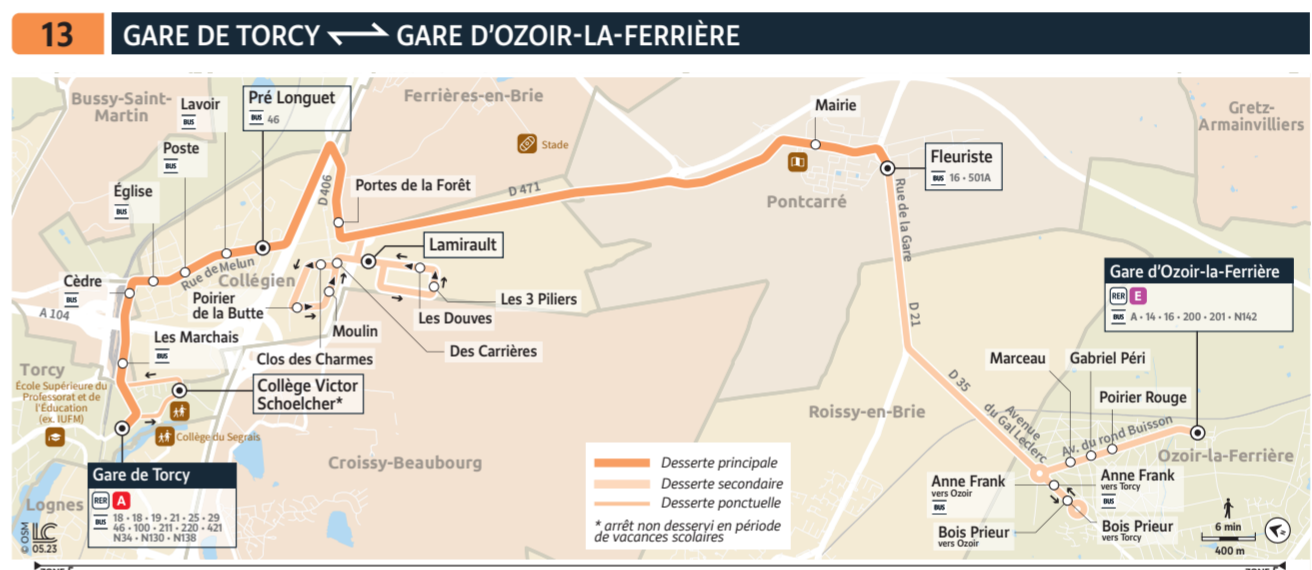 13 GARE DE TORCY GARE D'OZOIR-LA-FERRIÈRE
Bussy-Saint-
Martin
Ferrières-en-Brie
Gretz-
Armainvilliers
Lavoir
BUS
Pré Longuet
BUS 46
Poste
BUS
Stade
Mairie
Fleuriste
BUS 16 • 501A
Église
BUS
D 406
Portes de la Forêt
D 471
Pontcarré
Rue de la Gare
Cèdre
BUS
Rue de Melun
Collégien
Lamirault
A 104
Poirier
de la Butte
Les 3 Piliers
Les Douves
Moulin
Des Carrières
Clos des Charmes
Les Marchais
BUS
Torcy
École Supérieure du
Professorat et de
l'Éducation
(ex. IUFM)
Collège Victor
Schoelcher*
Collège du Segrais
Gare de Torcy
RER A
BUS 18 • 18 • 19 • 21 • 25 • 29
46 • 100 • 211 • 220 • 421
N34 • N130 • N138
Lognes
© OSM
LC
05.23
Croissy-Beaubourg
D 21
Gare d'Ozoir-la-Ferrière
RER E
BUS A • 14 • 16 • 200 • 201 • N142
Marceau
Gabriel Péri
Poirier Rouge
D 35
Avenue
du Gal Leclerc
Av. du rond Buisson
Roissy-en-Brie
Ozoir-la-Ferrière
Anne Frank
vers Ozoir
BUS
Anne Frank
vers Torcy
BUS
Bois Prieur
vers Ozoir
Bois Prieur
vers Torcy
Desserte principale
Desserte secondaire
Desserte ponctuelle
* arrêt non desservi en période
de vacances scolaires
6 min
400 m